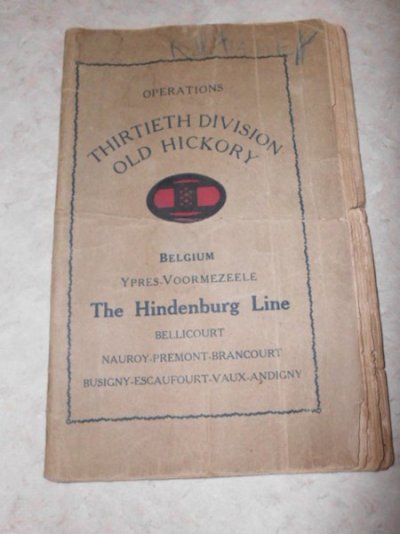 OPERATIONS
THIRTIETH DIVISION
OLD HICKORY
BELGIUM
YPRES-VOORMEZEELE
The Hindenburg Line
BELLICOURT
NAUROY-PREMONT-BRANCOURT
BUSIGNY-ESCAUFOURT-VAUX-ANDIGNY